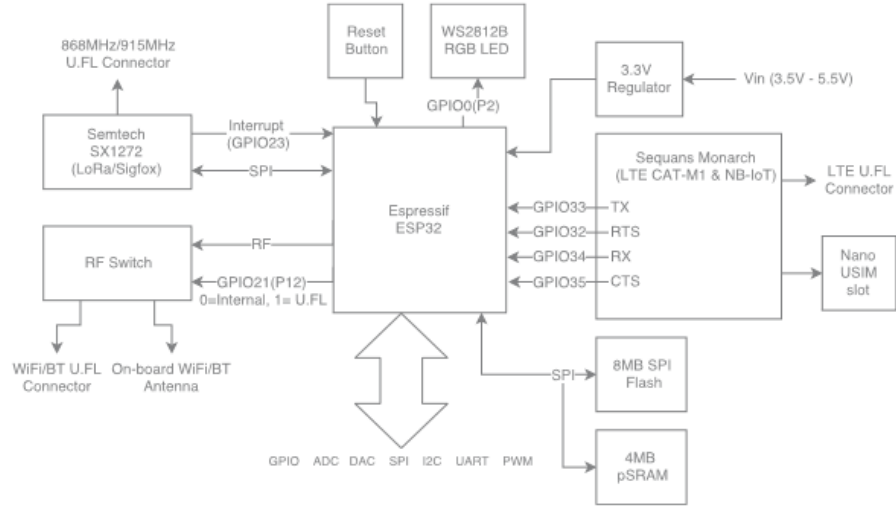 868MHz/915MHz
U.FL Connector
Reset
Button
WS2812B
RGB LED
3.3V
Regulator
Vin (3.5V - 5.5V)
GPIO0(P2)
Semtech
SX1272
(LoRa/Sigfox)
Interrupt
(GPIO23)
SPI
Espressif
ESP32
Sequans Monarch
(LTE CAT-M1 & NB-IoT)
LTE U.FL
Connector
GPIO33 TX
GPIO32 RTS
GPIO34 RX
GPIO35 CTS
Nano
USIM
slot
RF Switch
RF
GPIO21(P12)
0=Internal, 1= U.FL
WiFi/BT U.FL
Connector
On-board WiFi/BT
Antenna
SPI
8MB SPI
Flash
4MB
pSRAM
GPIO ADC DAC SPI I2C UART PWM